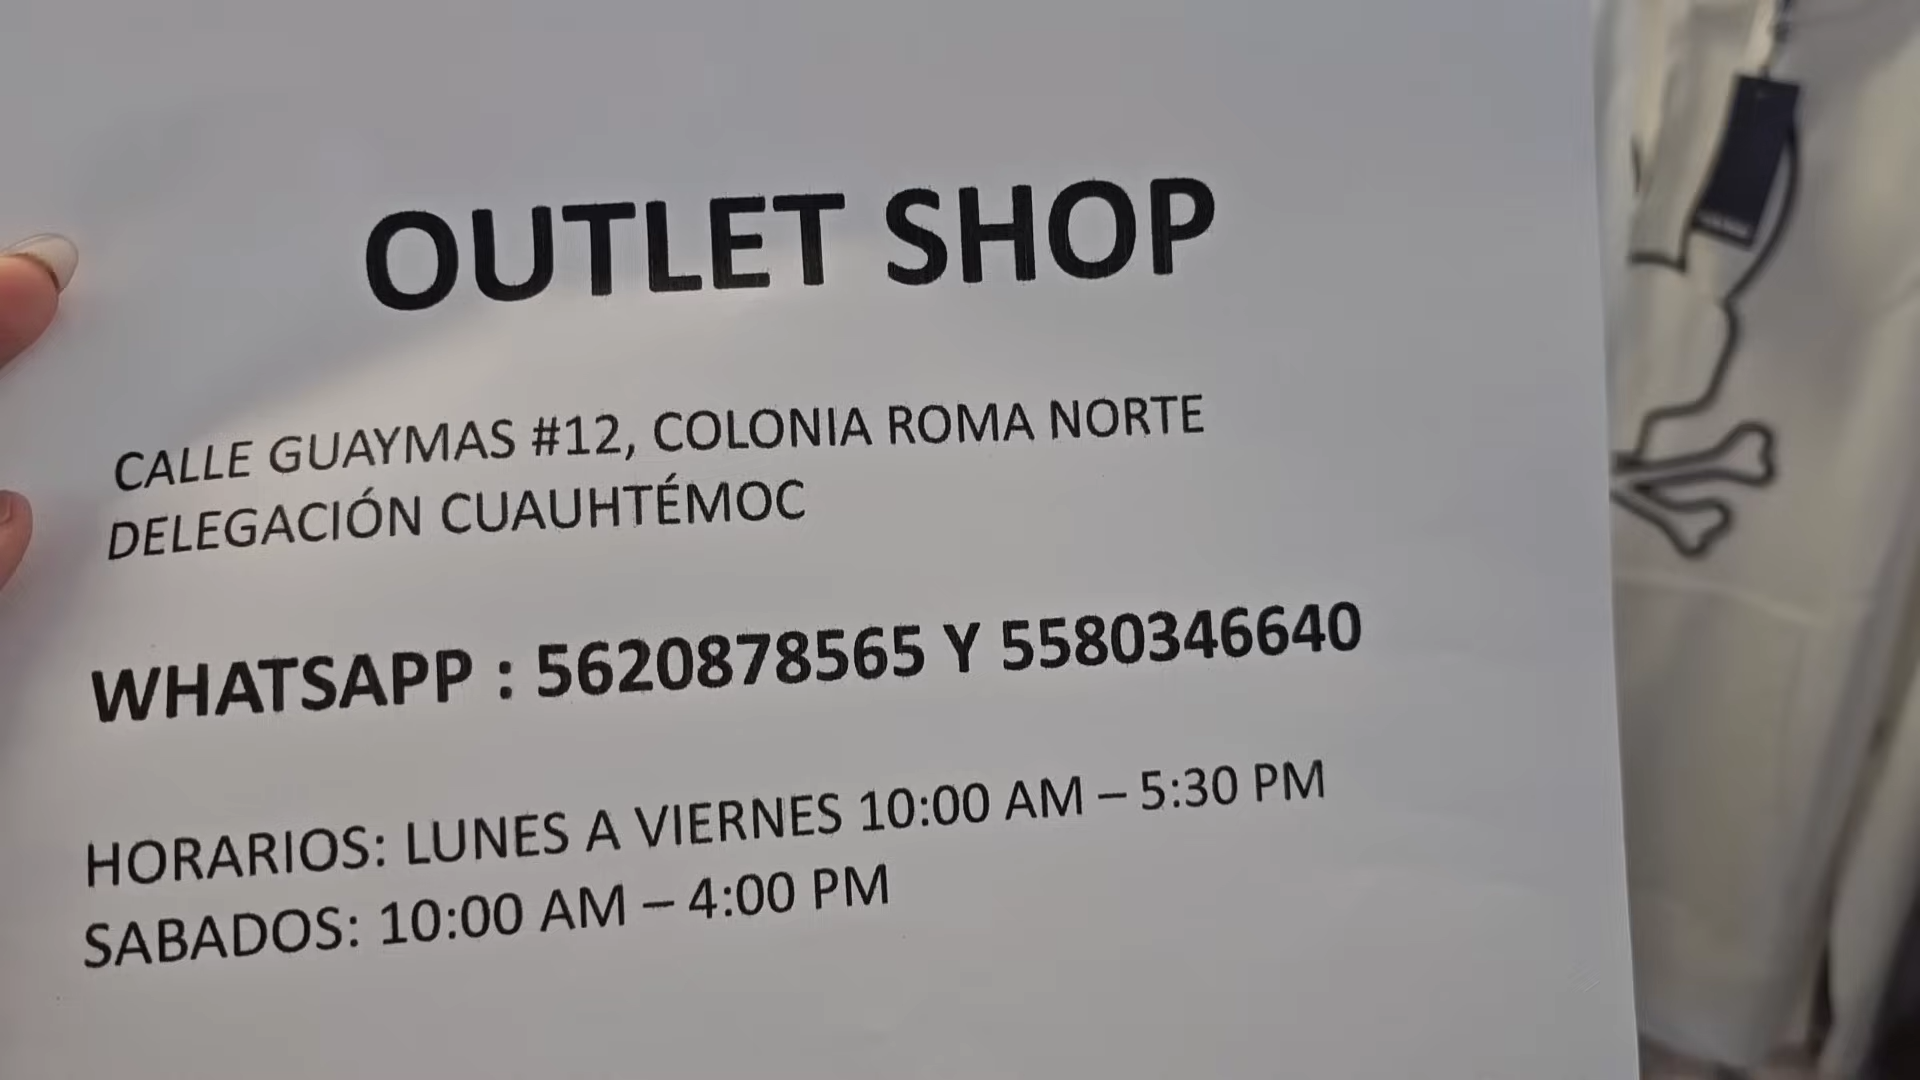 OUTLET SHOP
CALLE GUAYMAS #12, COLONIA ROMA NORTE
DELEGACIÓN CUAUHTÉMOC
WHATSAPP : 5620878565 Y 5580346640
HORARIOS: LUNES A VIERNES 10:00 AM – 5:30 PM
SABADOS: 10:00 AM – 4:00 PM